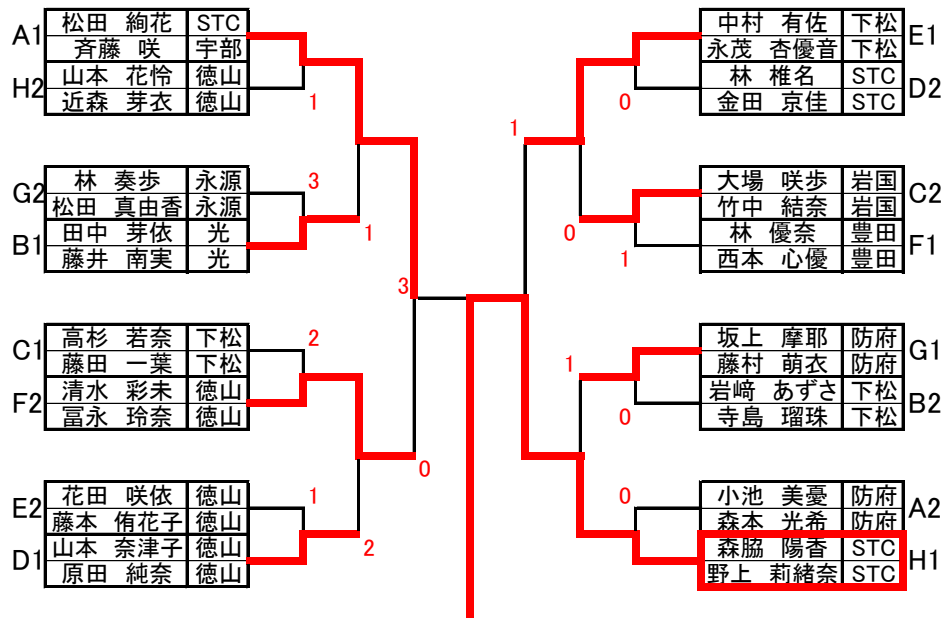 A1
松田 絢花 STC
斉藤 咲 宇部
H2
山本 花怜 徳山
近森 芽衣 徳山
1
G2
林 奏歩 永源
松田 真由香 永源
3
B1
田中 芽依 光
藤井 南実 光
1
3
C1
高杉 若奈 下松
藤田 一葉 下松
2
F2
清水 彩未 徳山
冨永 玲奈 徳山
0
E2
花田 咲依 徳山
藤本 侑花子 徳山
1
D1
山本 奈津子 徳山
原田 純奈 徳山
2
中村 有佐 下松
永茂 杏優音 下松
E1
林 椎名 STC
金田 京佳 STC
D2
0
1
大場 咲歩 岩国
竹中 結奈 岩国
C2
0
林 優奈 豊田
西本 心優 豊田
F1
1
坂上 摩耶 防府
藤村 萌衣 防府
G1
1
岩﨑 あずさ 下松
寺島 瑠珠 下松
B2
0
小池 美憂 防府
森本 光希 防府
A2
0
森脇 陽香 STC
野上 莉緒奈 STC
H1